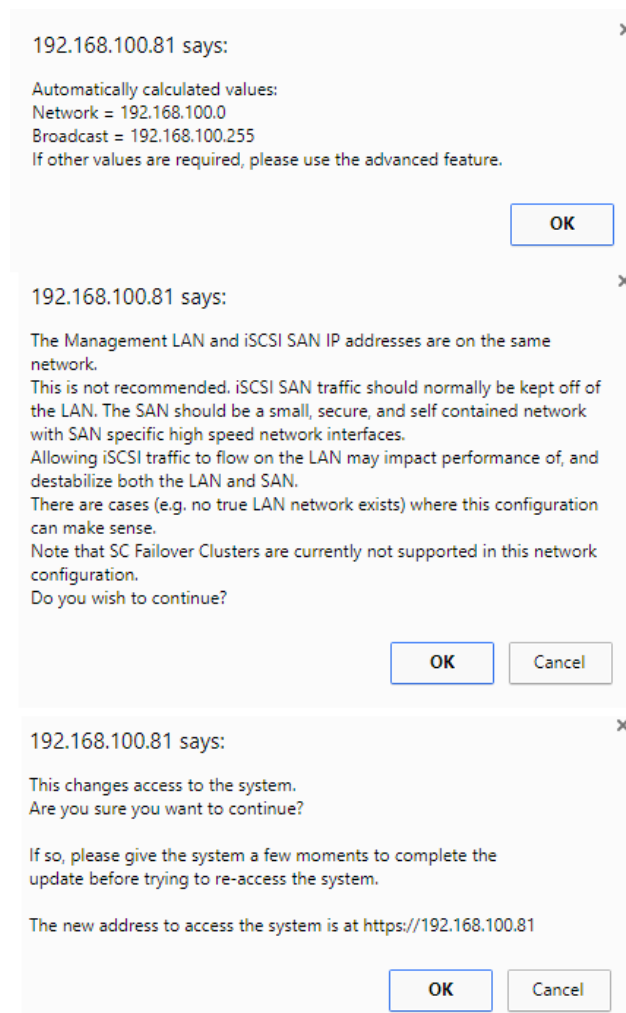 192.168.100.81 says:
Automatically calculated values:
Network = 192.168.100.0
Broadcast = 192.168.100.255
If other values are required, please use the advanced feature.
OK
192.168.100.81 says:
The Management LAN and iSCSI SAN IP addresses are on the same
network.
This is not recommended. iSCSI SAN traffic should normally be kept off of
the LAN. The SAN should be a small, secure, and self contained network
with SAN specific high speed network interfaces.
Allowing iSCSI traffic to flow on the LAN may impact performance of, and
destabilize both the LAN and SAN.
There are cases (e.g. no true LAN network exists) where this configuration
can make sense.
Note that SC Failover Clusters are currently not supported in this network
configuration.
Do you wish to continue?
OK Cancel
192.168.100.81 says:
This changes access to the system.
Are you sure you want to continue?
If so, please give the system a few moments to complete the
update before trying to re-access the system.
The new address to access the system is at https://192.168.100.81
OK Cancel